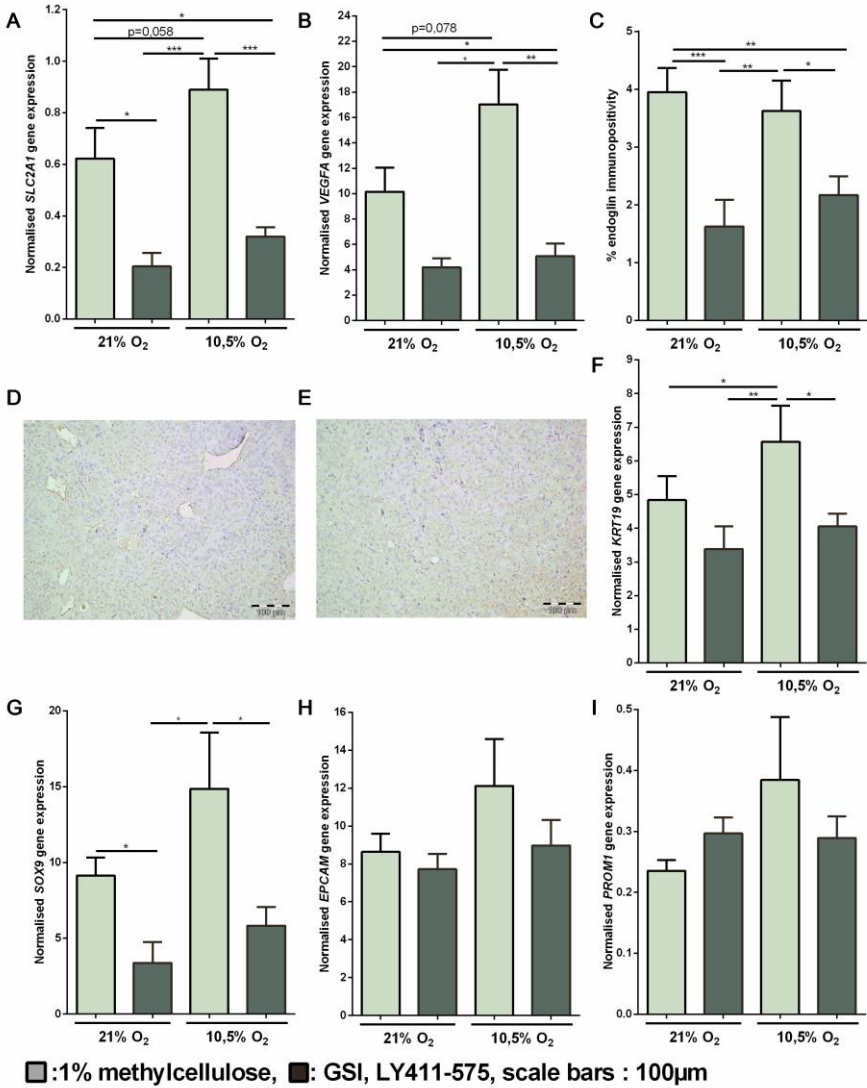 A
*
p=0,058
*** ***
*
Normalised SLC2A1 gene expression
1.2
1.0
0.8
0.6
0.4
0.2
0.0
21% O2 10,5% O2
B
p=0,078
*
* **
Normalised VEGFA gene expression
24
22
20
18
16
14
12
10
8
6
4
2
0
21% O2 10,5% O2
C
**
*** *
**
% endoglin immunopositivity
5
4
3
2
1
0
21% O2 10,5% O2
D
100 µm
E
100 µm
F
*
** *
Normalised KRT19 gene expression
9
8
7
6
5
4
3
2
1
0
21% O2 10,5% O2
G
* *
*
Normalised SOX9 gene expression
20
15
10
5
0
21% O2 10,5% O2
H
Normalised EPCAM gene expression
16
14
12
10
8
6
4
2
0
21% O2 10,5% O2
I
Normalised PROM1 gene expression
0.5
0.4
0.3
0.2
0.1
0.0
21% O2 10,5% O2
:1% methylcellulose, : GSI, LY411-575, scale bars : 100µm